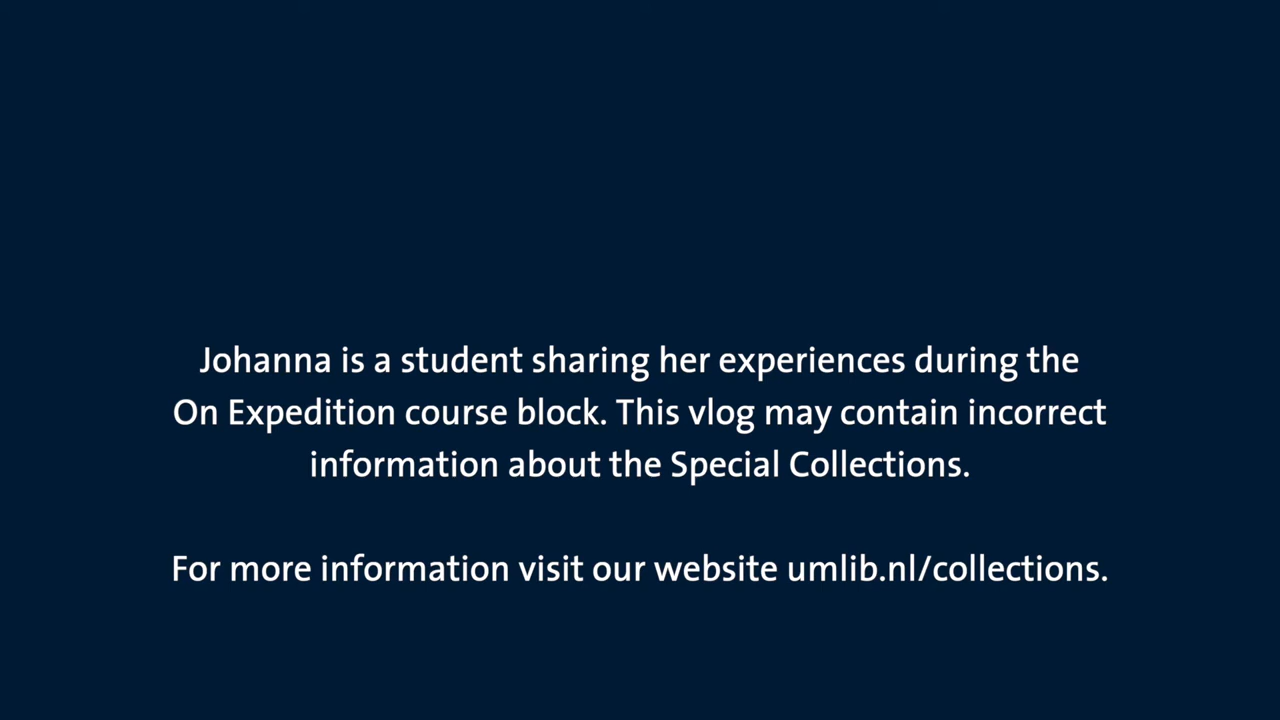 Johanna is a student sharing her experiences during the
On Expedition course block. This vlog may contain incorrect
information about the Special Collections.
For more information visit our website umlib.nl/collections.